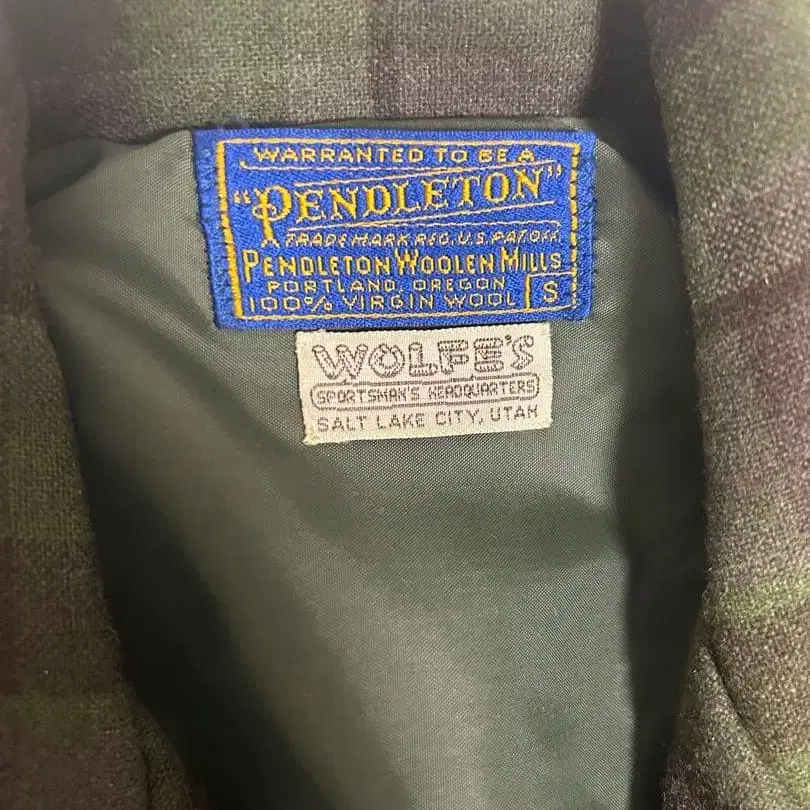 WARRANTED TO BE A
"PENDLETON"
TRADE MARK REG. U.S. PAT. OFF.
PENDLETON WOOLEN MILLS
PORTLAND, OREGON
100% VIRGIN WOOL S
WOLFE'S
SPORTSMAN'S HEADQUARTERS
SALT LAKE CITY, UTAH